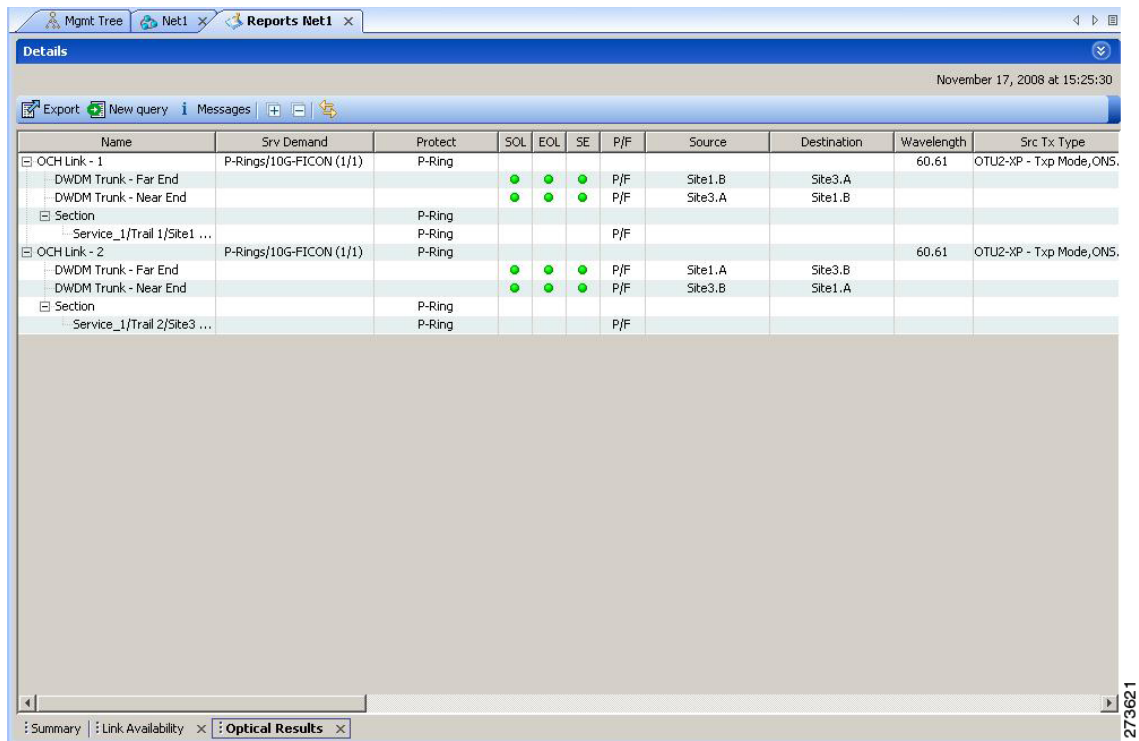 Mgmt Tree Net1 Reports Net1
Details
November 17, 2008 at 15:25:30
Export New query Messages
Name Srv Demand Protect SOL EOL SE P/F Source Destination Wavelength Src Tx Type
OCH Link - 1 P-Rings/10G-FICON (1/1) P-Ring 60.61 OTU2-XP - Txp Mode,ONS.
DWDM Trunk - Far End P/F Site1.B Site3.A
DWDM Trunk - Near End P/F Site3.A Site1.B
Section P-Ring
Service_1/Trail 1/Site1 ... P-Ring P/F
OCH Link - 2 P-Rings/10G-FICON (1/1) P-Ring 60.61 OTU2-XP - Txp Mode,ONS.
DWDM Trunk - Far End P/F Site1.A Site3.B
DWDM Trunk - Near End P/F Site3.B Site1.A
Section P-Ring
Service_1/Trail 2/Site3 ... P-Ring P/F
Summary Link Availability Optical Results
273621